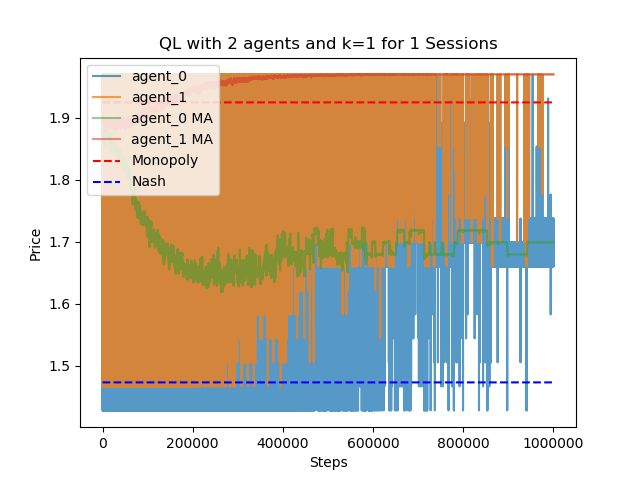 QL with 2 agents and k=1 for 1 Sessions
agent_0
agent_1
agent_0 MA
agent_1 MA
Monopoly
Nash
Price
1.9
1.8
1.7
1.6
1.5
0
200000
400000
600000
800000
1000000
Steps